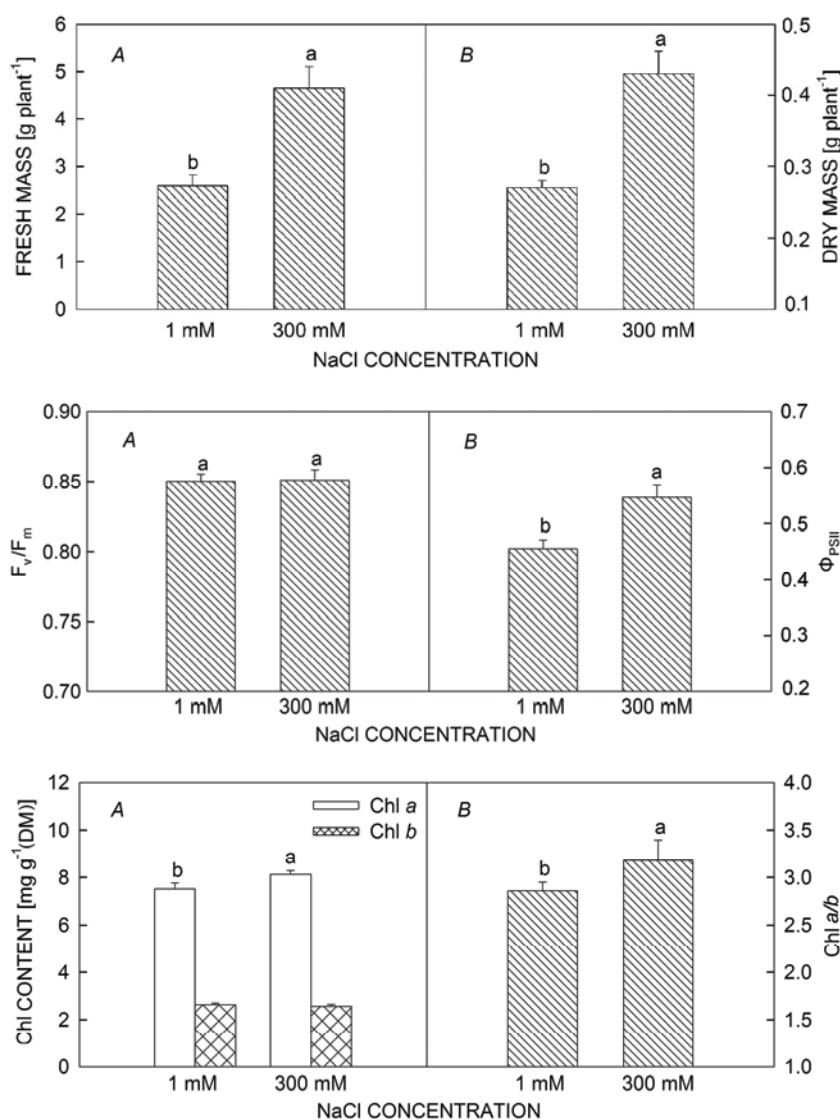 FRESH MASS [g plant⁻¹]
6
5
4
3
2
1
0
A
b
a
B
b
a
0.5
0.4
0.3
0.2
0.1
DRY MASS [g plant⁻¹]
1 mM 300 mM 1 mM 300 mM
NaCl CONCENTRATION
Fv/Fm
0.90
0.85
0.80
0.75
0.70
A
a
a
B
b
a
0.7
0.6
0.5
0.4
0.3
0.2
ΦPSII
1 mM 300 mM 1 mM 300 mM
NaCl CONCENTRATION
Chl CONTENT [mg g⁻¹(DM)]
12
10
8
6
4
2
0
A
Chl a
Chl b
b
a
B
b
a
4.0
3.5
3.0
2.5
2.0
1.5
1.0
Chl a/b
1 mM 300 mM 1 mM 300 mM
NaCl CONCENTRATION